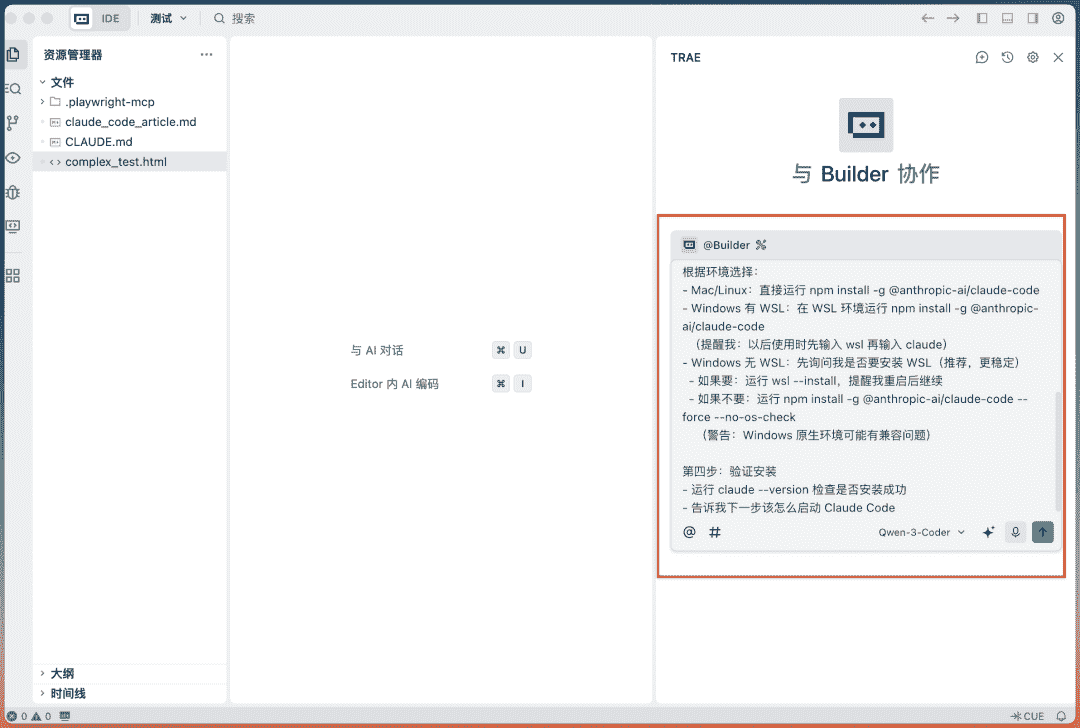 IDE
测试
搜索
资源管理器
文件
.playwright-mcp
claude_code_article.md
CLAUDE.md
complex_test.html
大纲
时间线
0
0
与 AI 对话
⌘ U
Editor 内 AI 编码
⌘ I
TRAE
与 Builder 协作
@Builder
根据环境选择:
- Mac/Linux：直接运行 npm install -g @anthropic-ai/claude-code
- Windows 有 WSL：在 WSL 环境运行 npm install -g @anthropic-
ai/claude-code
（提醒我：以后使用时先输入 wsl 再输入 claude）
- Windows 无 WSL：先询问我是否要安装 WSL（推荐，更稳定）
- 如果要：运行 wsl --install，提醒我重启后继续
- 如果不要：运行 npm install -g @anthropic-ai/claude-code --
force --no-os-check
（警告：Windows 原生环境可能有兼容问题）
第四步：验证安装
- 运行 claude --version 检查是否安装成功
- 告诉我下一步该怎么启动 Claude Code
@ #
Qwen-3-Coder
CUE